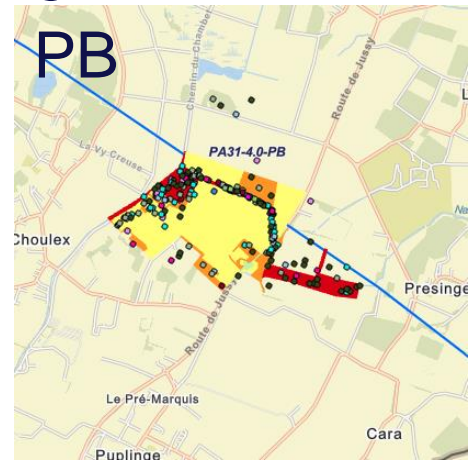 PB
Chemin-du-Chambet
Route de Jussy
La-Vy Creuse
PA31-4.0-PB
Choulex
Presinge
Route de Jussy
Le Pré-Marquis
Cara
Puplinge